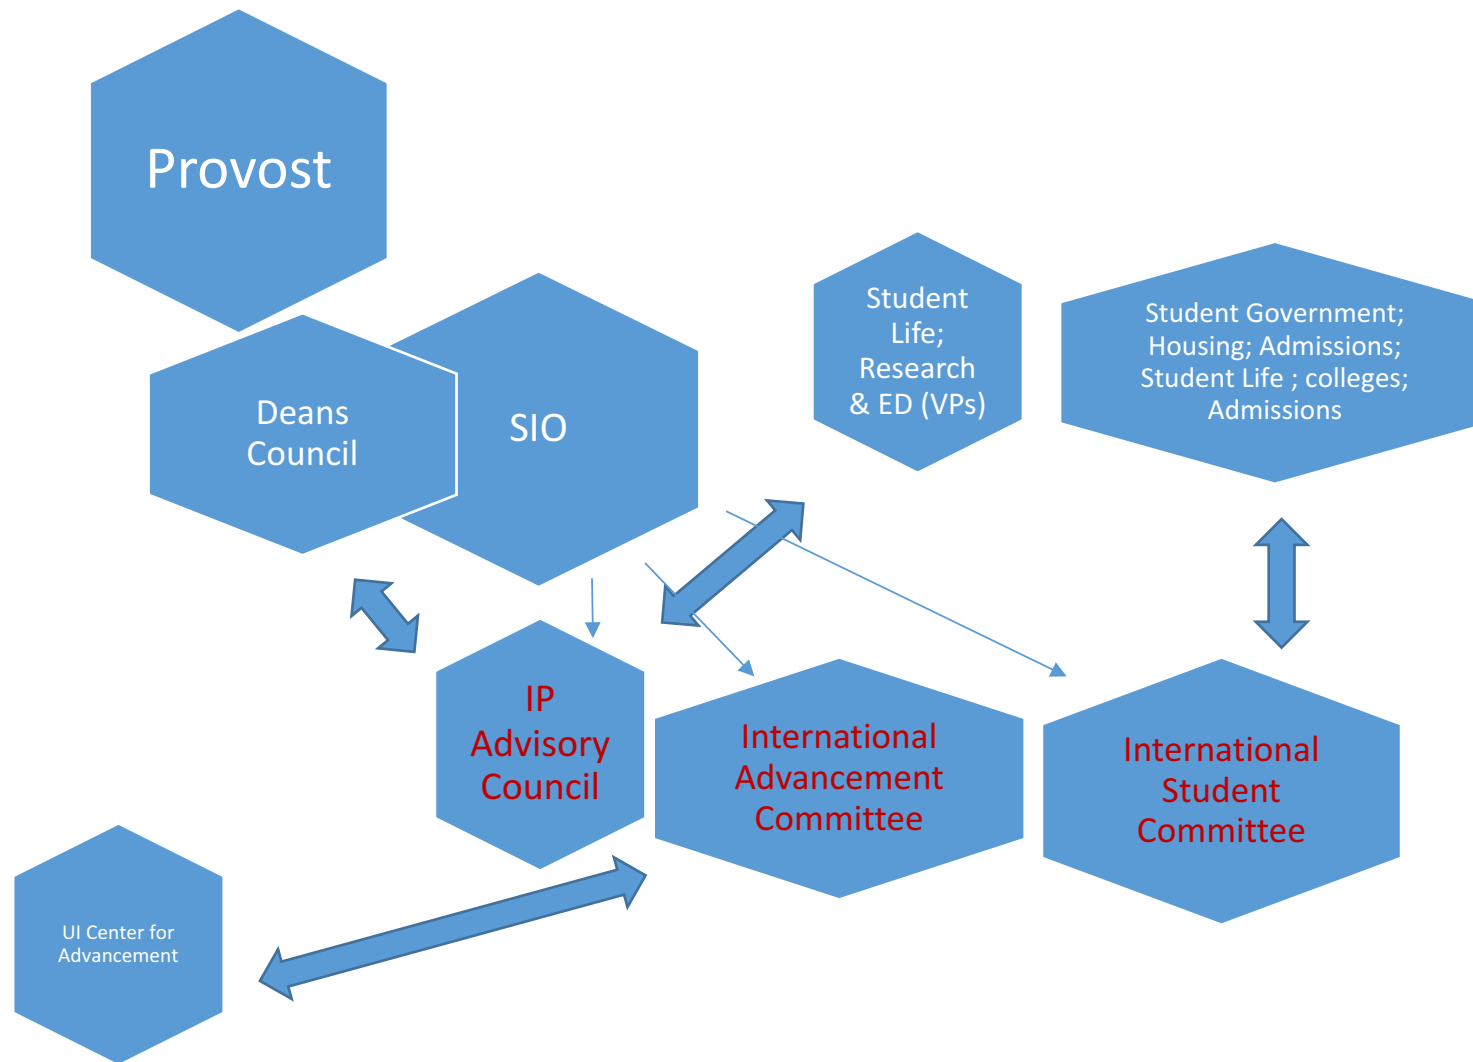 Provost
Deans
Council
SIO
Student
Life;
Research
& ED (VPs)
Student Government;
Housing; Admissions;
Student Life ; colleges;
Admissions
IP
Advisory
Council
International
Advancement
Committee
International
Student
Committee
UI Center for
Advancement